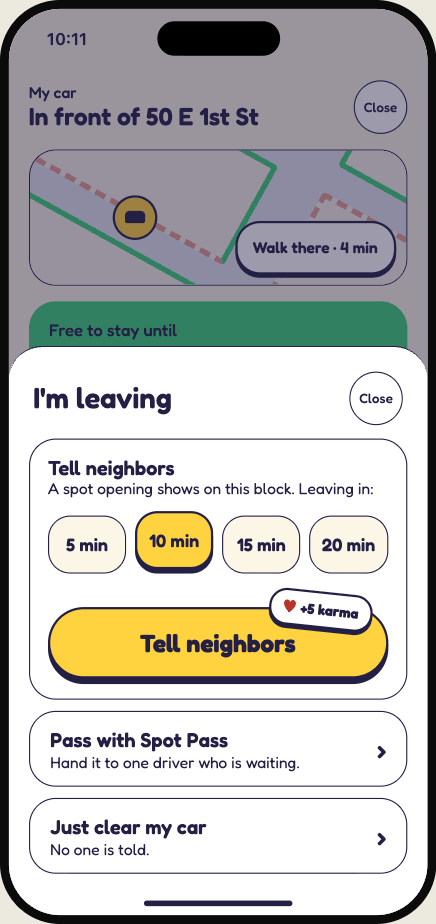 10:11
My car
In front of 50 E 1st St
Close
Walk there · 4 min
Free to stay until
I'm leaving
Close
Tell neighbors
A spot opening shows on this block. Leaving in:
5 min
10 min
15 min
20 min
+5 karma
Tell neighbors
Pass with Spot Pass
Hand it to one driver who is waiting.
Just clear my car
No one is told.